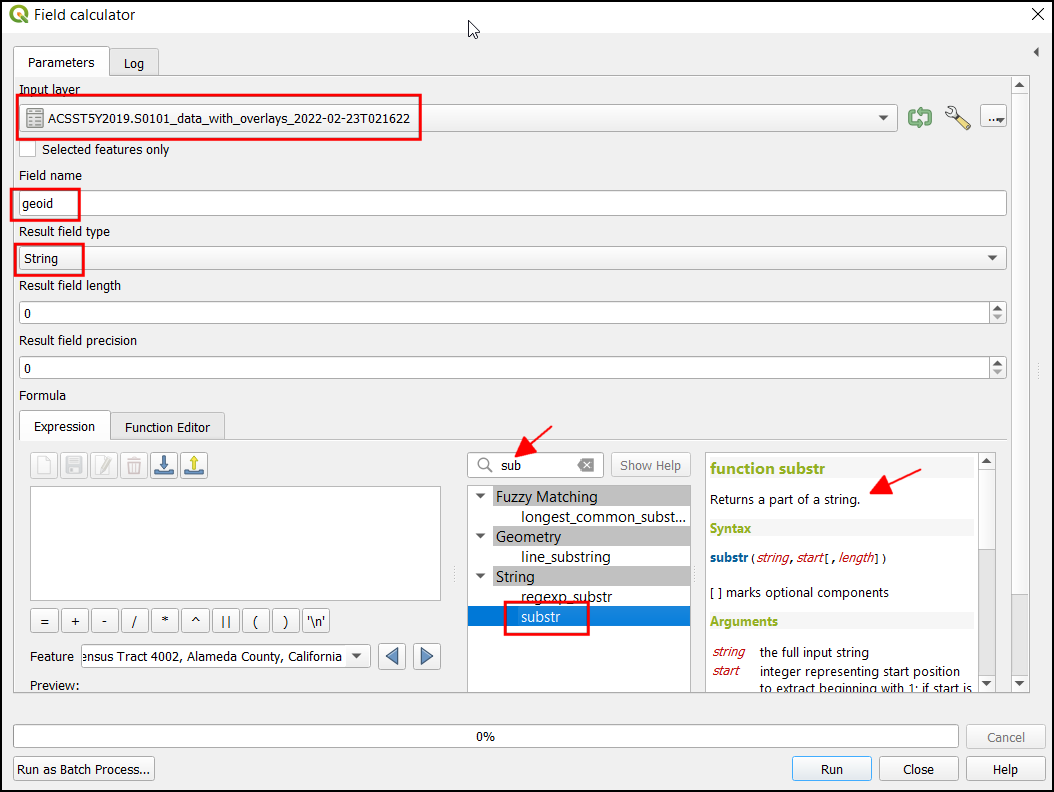 Field calculator
Parameters
Log
Input layer
ACSST5Y2019.S0101_data_with_overlays_2022-02-23T021622
...
Selected features only
Field name
geoid
Result field type
String
Result field length
0
Result field precision
0
Formula
Expression
Function Editor
sub
Show Help
Fuzzy Matching
longest_common_subst...
Geometry
line_substring
String
regexp_substr
substr
function substr
Returns a part of a string.
Syntax
substr(string,start[,length])
[ ] marks optional components
Arguments
string the full input string
start integer representing start position
to extract beginning with 1; if start is
= + - / * ^ || ( ) '\n'
Feature ensus Tract 4002, Alameda County, California
Preview:
0%
Cancel
Run as Batch Process...
Run
Close
Help